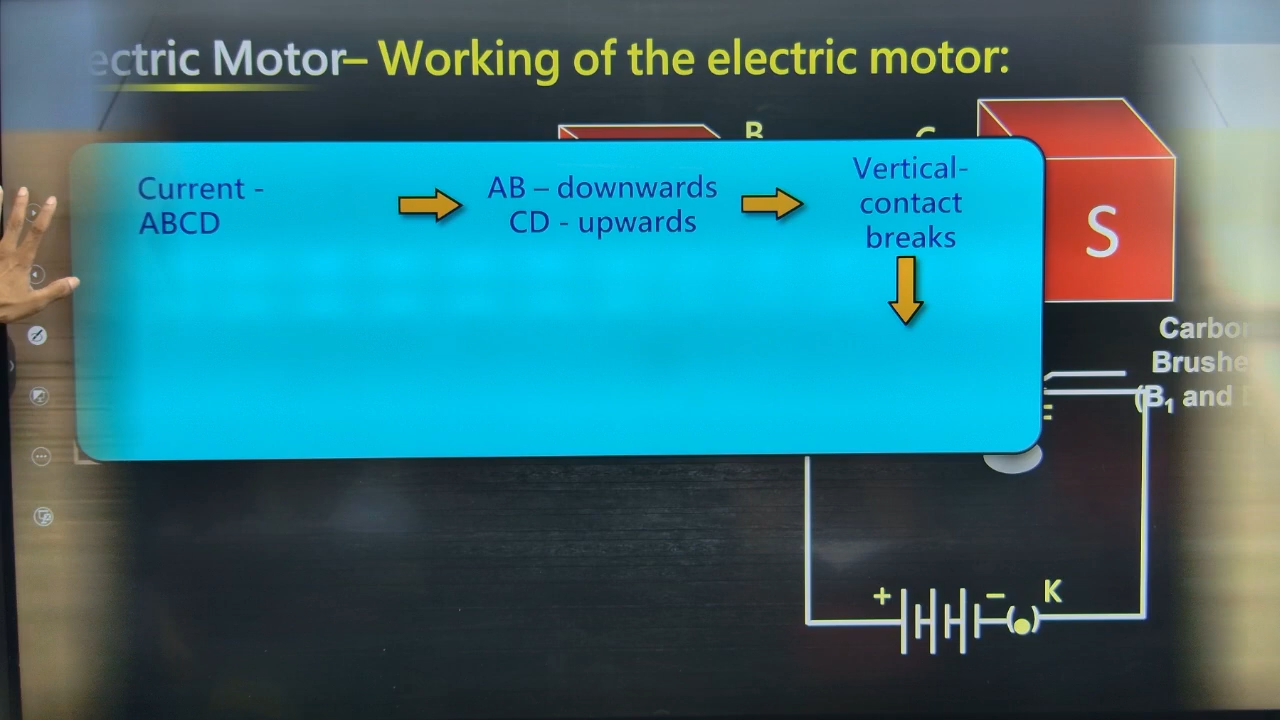 ectric Motor– Working of the electric motor:
B
S
Current -
ABCD
AB – downwards
CD - upwards
Vertical-
contact
breaks
Carbon
Brushe
(B₁ and
+
–
K